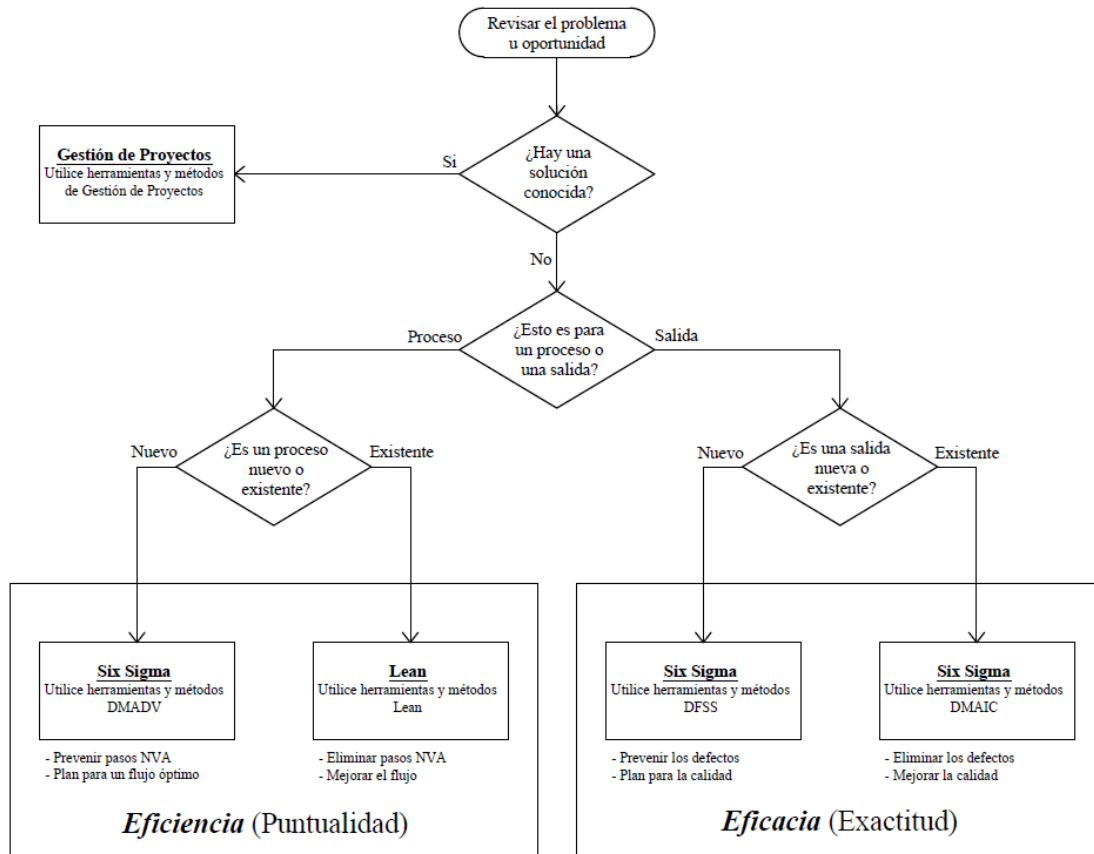 Revisar el problema
u oportunidad
Gestión de Proyectos
Utilice herramientas y métodos
de Gestión de Proyectos
Si
¿Hay una
solución
conocida?
No
Proceso
¿Esto es para
un proceso o
una salida?
Salida
Nuevo
¿Es un proceso
nuevo o
existente?
Existente
Nuevo
¿Es una salida
nueva o
existente?
Existente
Six Sigma
Utilice herramientas y métodos
DMADV
Lean
Utilice herramientas y métodos
Lean
Six Sigma
Utilice herramientas y métodos
DFSS
Six Sigma
Utilice herramientas y métodos
DMAIC
- Prevenir pasos NVA
- Plan para un flujo óptimo
- Eliminar pasos NVA
- Mejorar el flujo
- Prevenir los defectos
- Plan para la calidad
- Eliminar los defectos
- Mejorar la calidad
Eficiencia (Puntualidad)
Eficacia (Exactitud)